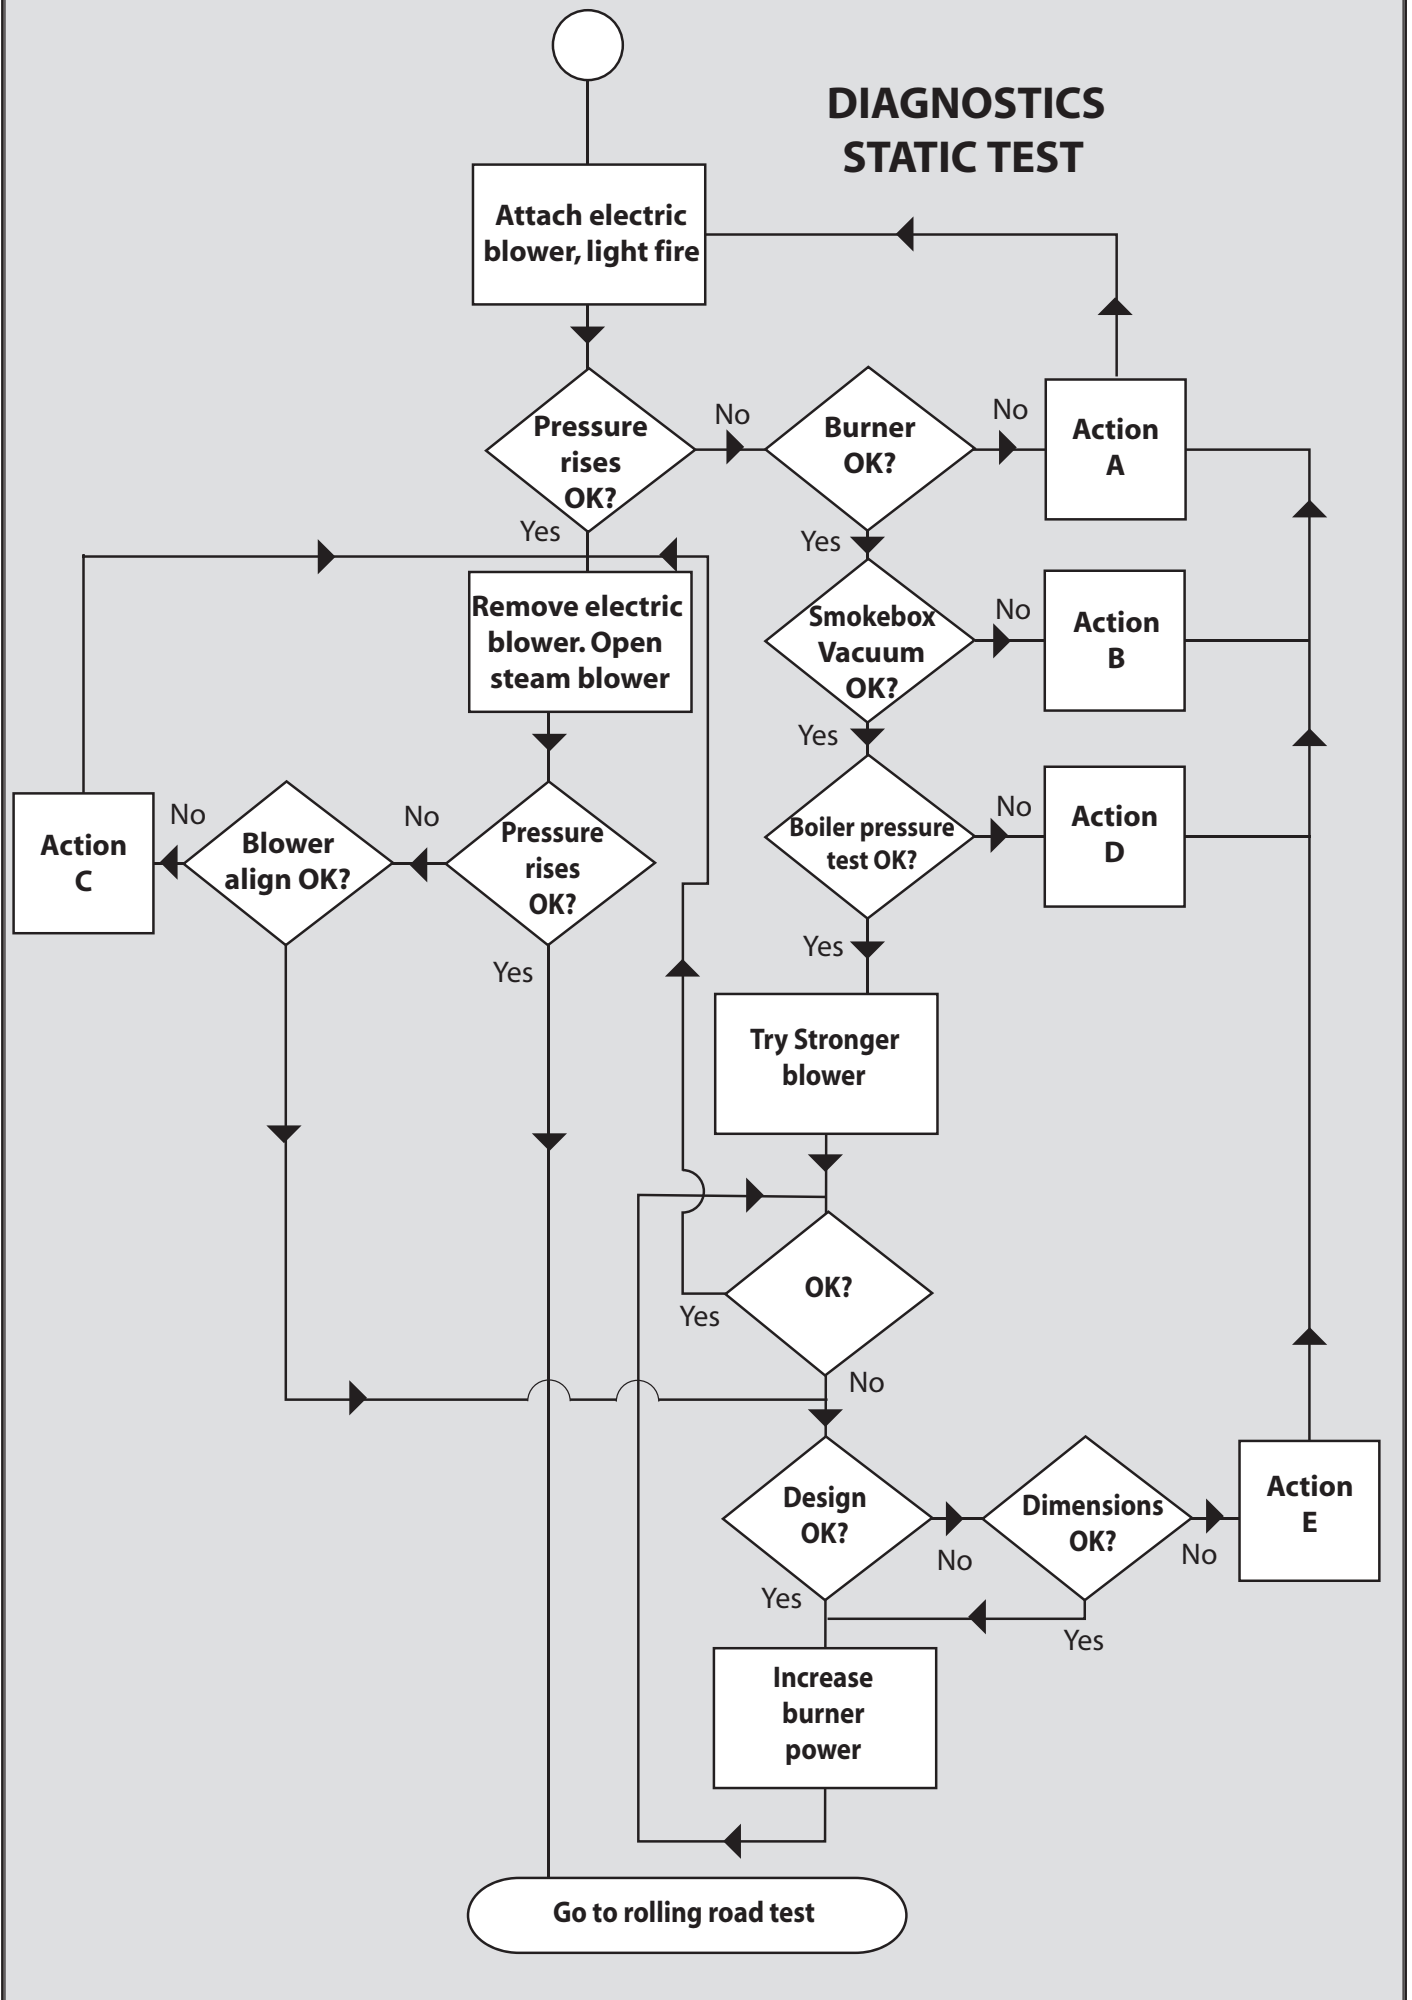 DIAGNOSTICS
STATIC TEST
Attach electric
blower, light fire
Pressure
rises
OK?
No
Burner
OK?
No
Action
A
Yes
Yes
Remove electric
blower. Open
steam blower
Smokebox
Vacuum
OK?
No
Action
B
Yes
Action
C
No
Blower
align OK?
No
Pressure
rises
OK?
Boiler pressure
test OK?
No
Action
D
Yes
Yes
Try Stronger
blower
OK?
Yes
No
Design
OK?
No
Dimensions
OK?
No
Action
E
Yes
Yes
Increase
burner
power
Go to rolling road test